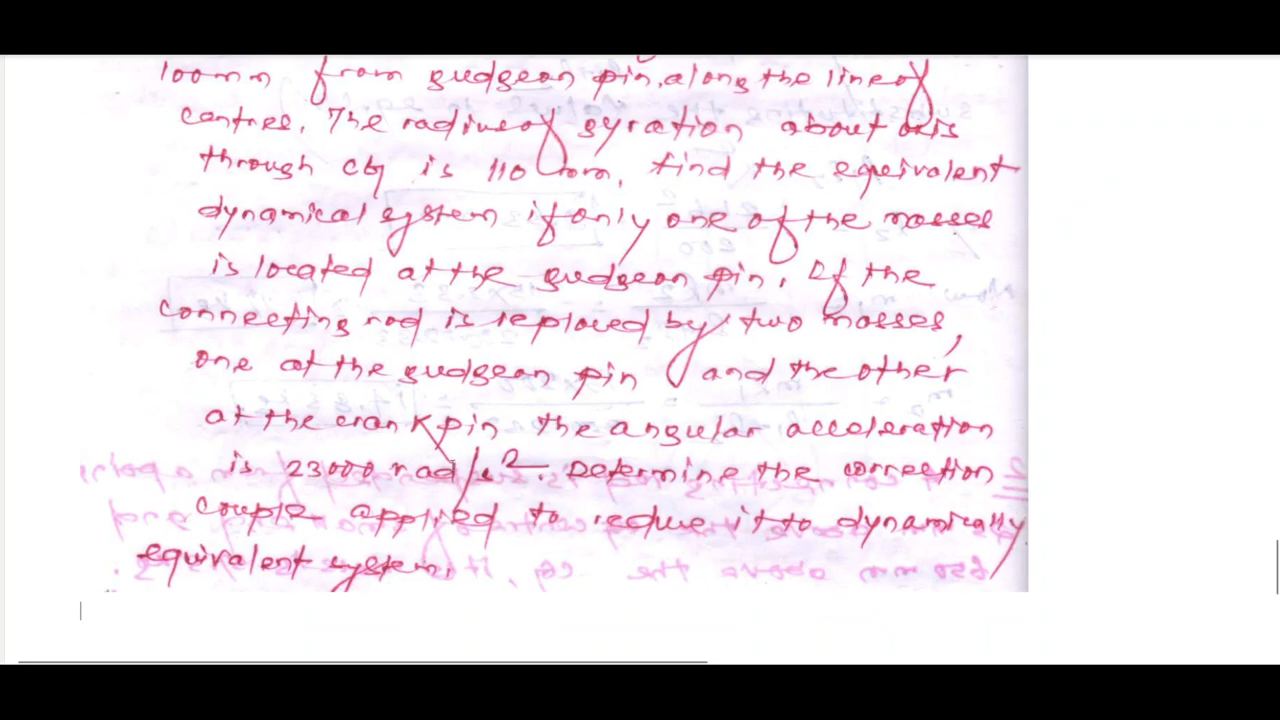 100mm from gudgeon pin, along the line of
centres. The radius of gyration about axis
through CG is 110 mm. find the equivalent
dynamical system if only one of the masses
is located at the gudgeon pin. If the
connecting rod is replaced by two masses,
one at the gudgeon pin and the other
at the crank pin the angular acceleration
is 23000 rad/s². Determine the correction
couple applied to reduce it to dynamically
equivalent system.